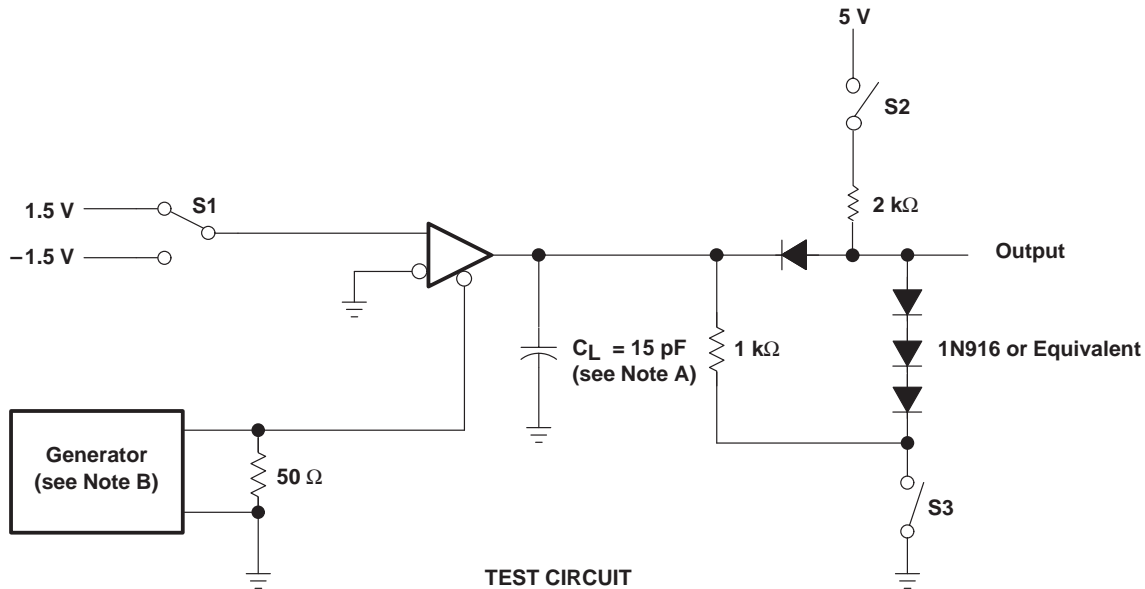 5 V
S2
2 kΩ
1.5 V
S1
–1.5 V
Output
CL = 15 pF
(see Note A)
1 kΩ
1N916 or Equivalent
Generator
(see Note B)
50 Ω
S3
TEST CIRCUIT